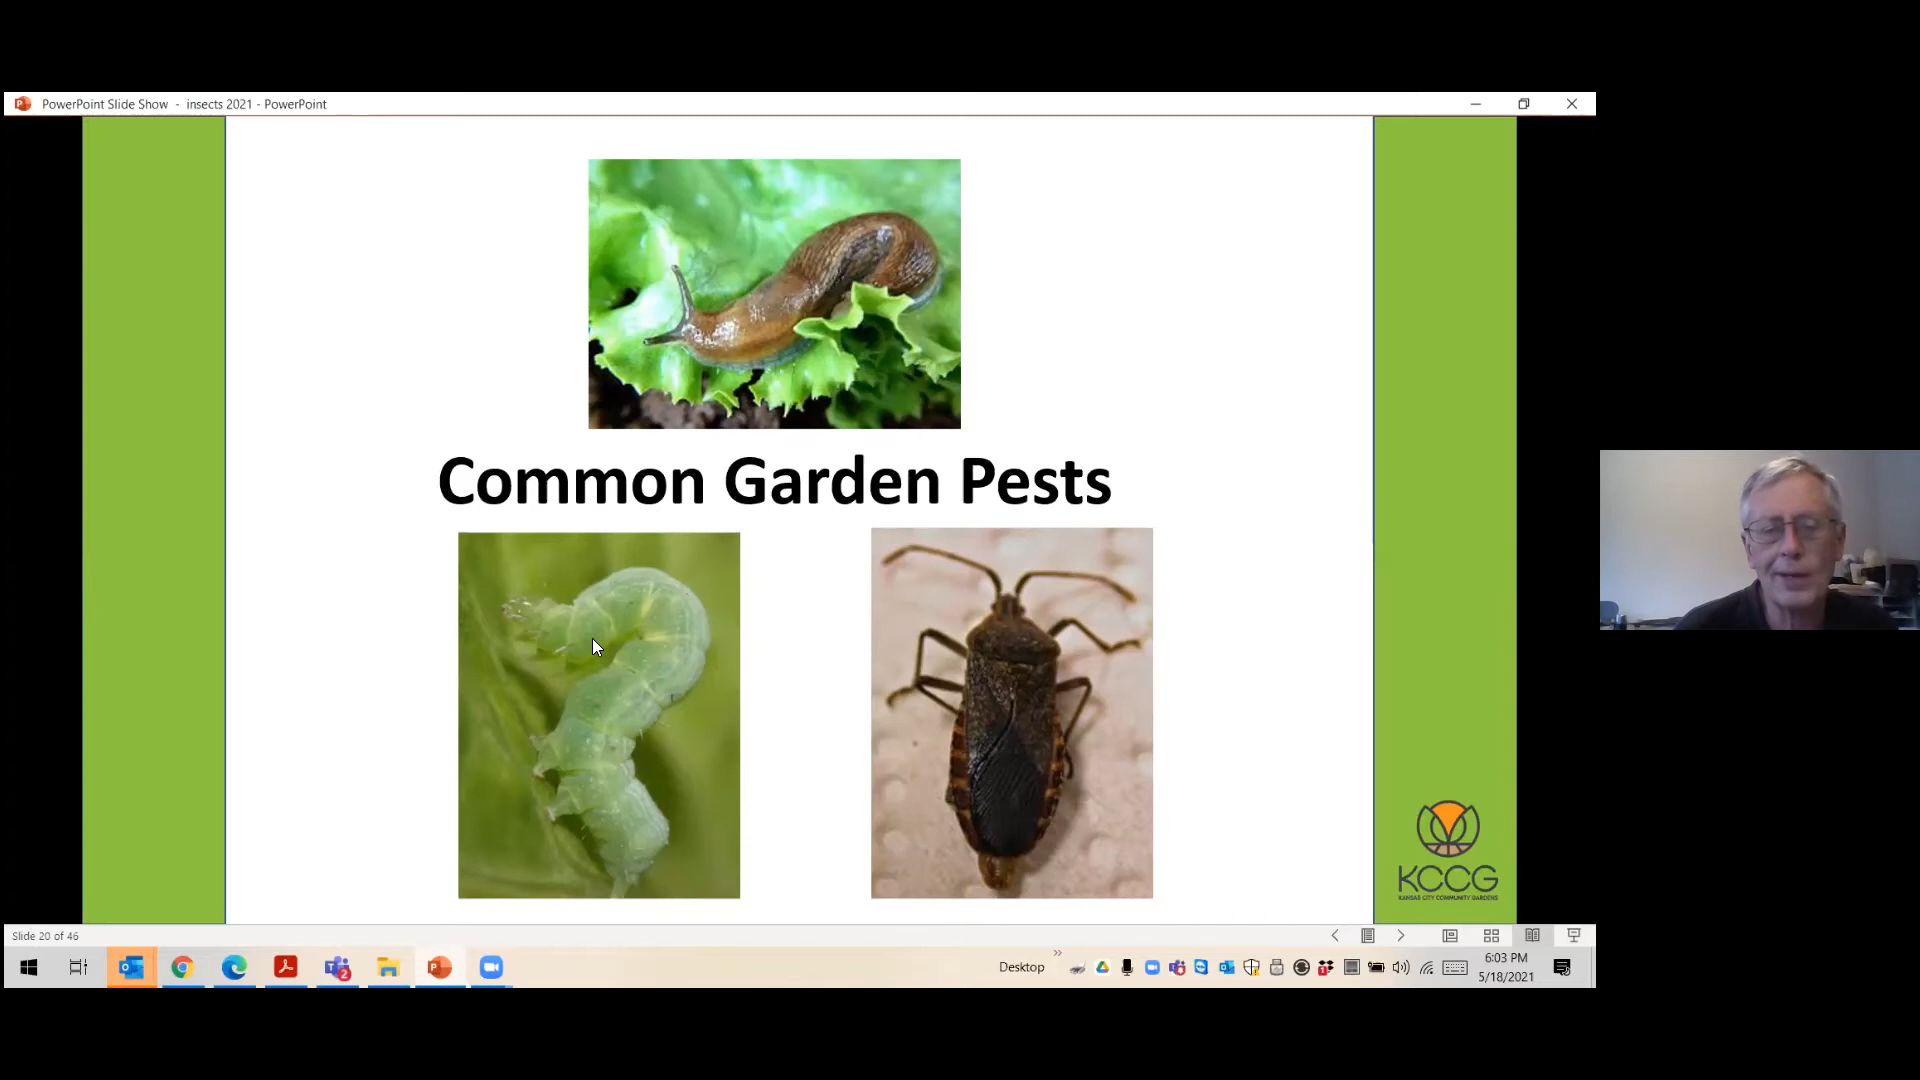 PowerPoint Slide Show - insects 2021 - PowerPoint
Common Garden Pests
KCCG
KANSAS CITY COMMUNITY GARDENS
Slide 20 of 46
Desktop
6:03 PM
5/18/2021